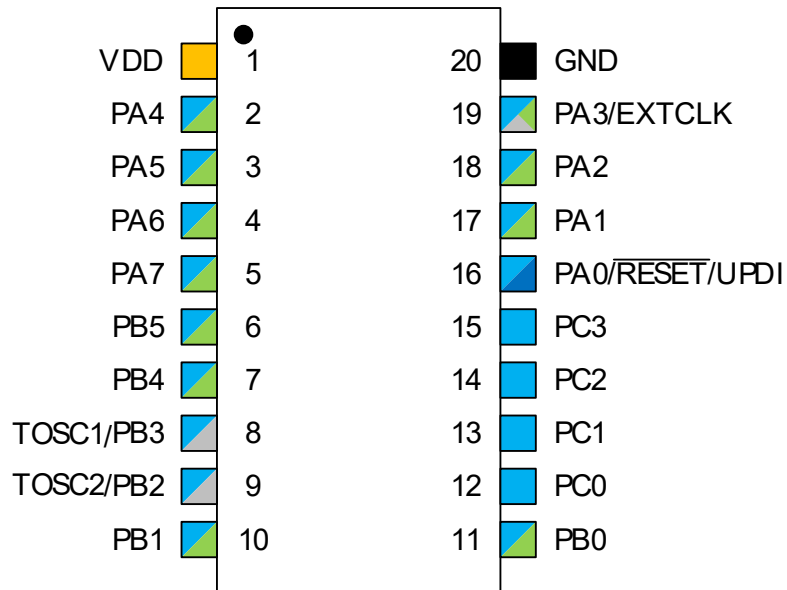 VDD 1 20 GND
PA4 2 19 PA3/EXTCLK
PA5 3 18 PA2
PA6 4 17 PA1
PA7 5 16 PA0/RESET/UPDI
PB5 6 15 PC3
PB4 7 14 PC2
TOSC1/PB3 8 13 PC1
TOSC2/PB2 9 12 PC0
PB1 10 11 PB0